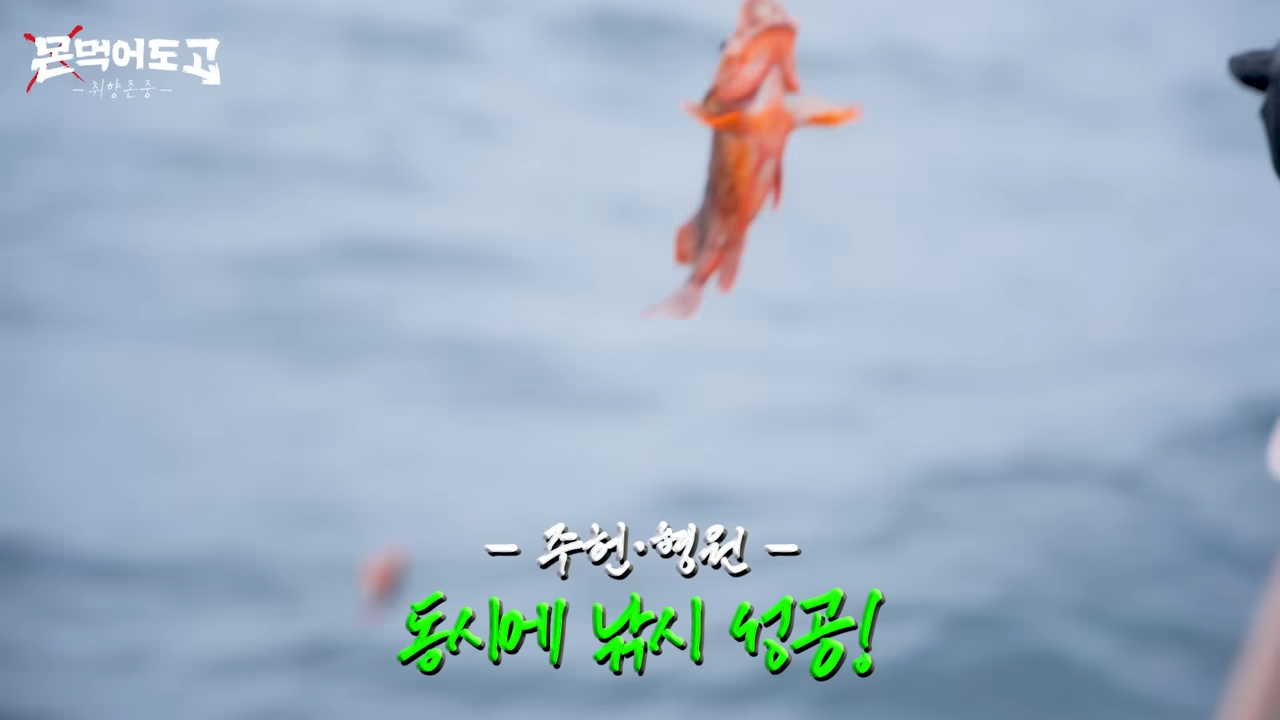 몬먹어도고
- 취향존중 -
- 주헌·형원 -
동시에 낚시 성공!